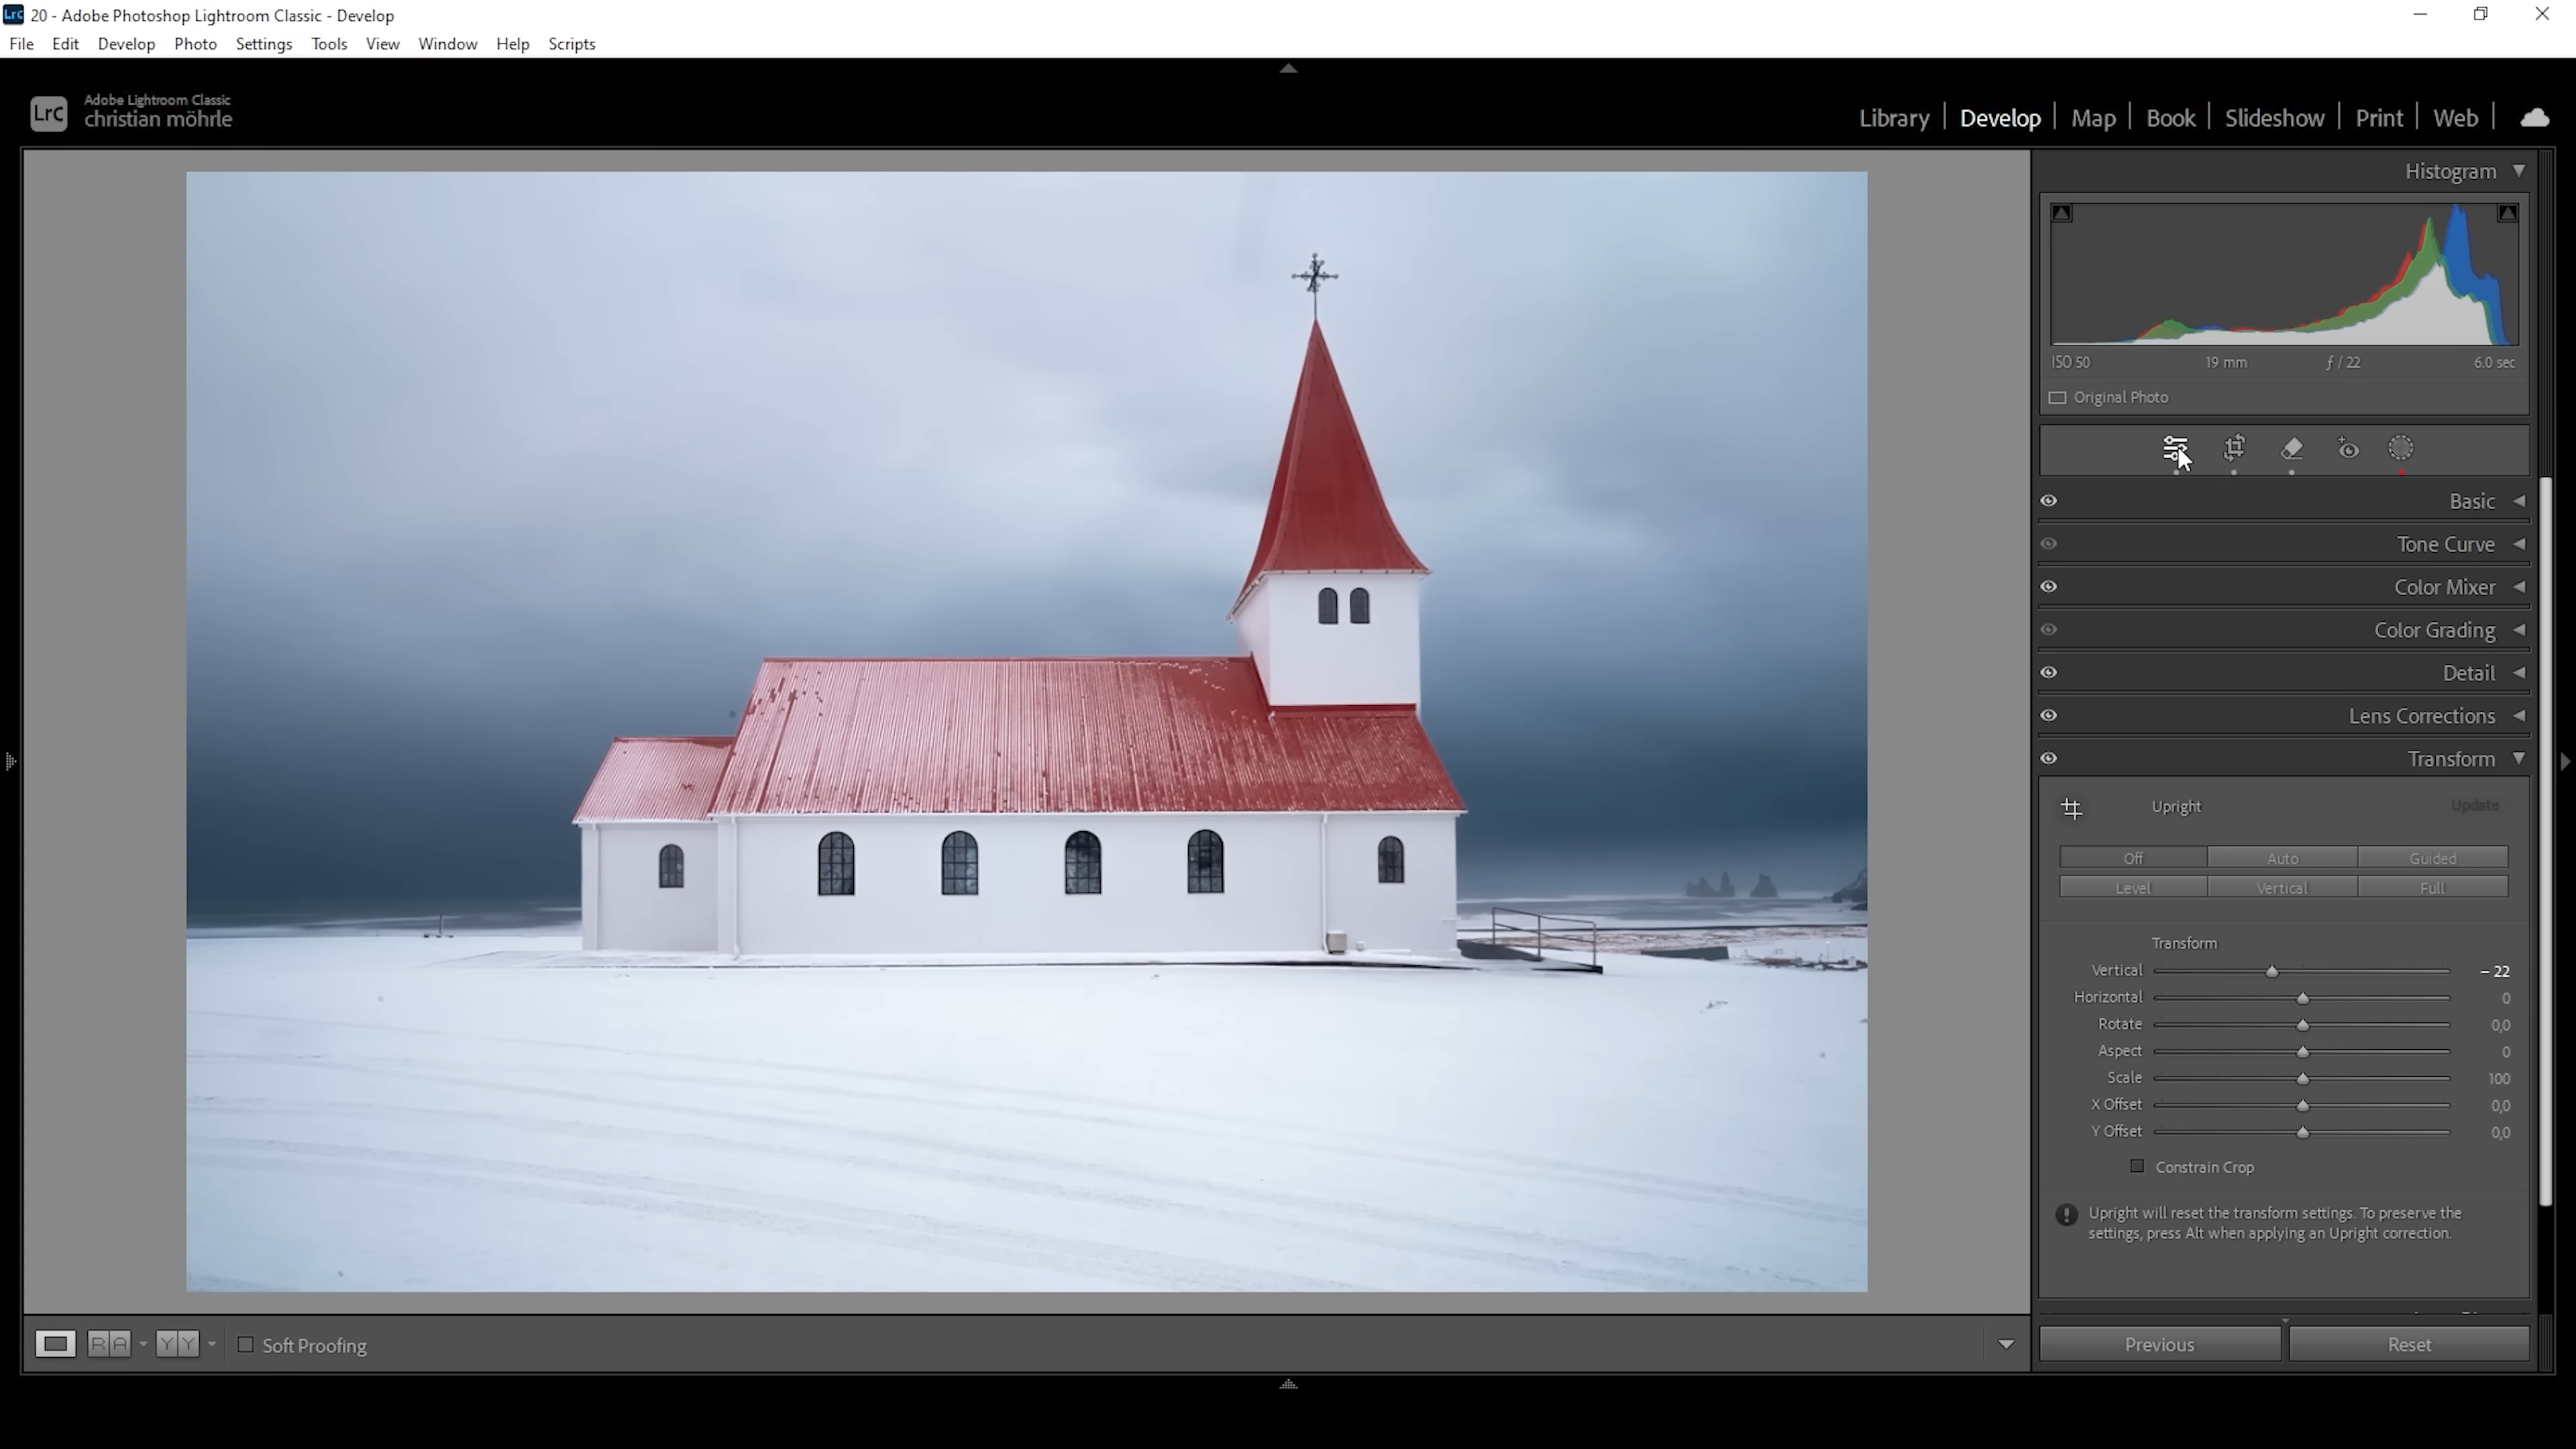 20 - Adobe Photoshop Lightroom Classic - Develop
File Edit Develop Photo Settings Tools View Window Help Scripts
Lrc Adobe Lightroom Classic
christian möhrle
Library | Develop | Map | Book | Slideshow | Print | Web |
Histogram
ISO 50 19 mm ƒ / 22 6.0 sec
Original Photo
Basic
Tone Curve
Color Mixer
Color Grading
Detail
Lens Corrections
Transform
Upright Update
Off Auto Guided
Level Vertical Full
Transform
Vertical – 22
Horizontal 0
Rotate 0,0
Aspect 0
Scale 100
X Offset 0,0
Y Offset 0,0
Constrain Crop
Upright will reset the transform settings. To preserve the
settings, press Alt when applying an Upright correction.
R A Y Y Soft Proofing
Previous Reset